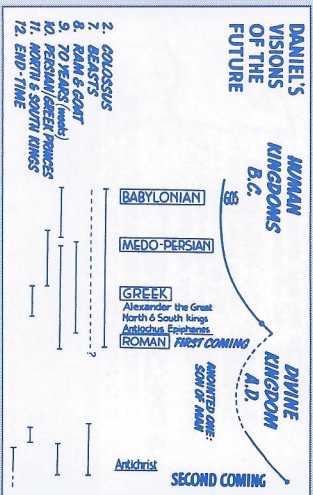 DANIEL'S
VISIONS
OF THE
FUTURE
HUMAN
KINGDOMS
B.C.
DIVINE
KINGDOM
A.D.
ANOINTED ONE:
SON OF MAN
SECOND COMING
605
BABYLONIAN
MEDO-PERSIAN
GREEK
Alexander the Great
North & South kings
Antiochus Epiphanes
ROMAN FIRST COMING
Antichrist
2. COLOSSUS
7. BEASTS
8. RAM & GOAT
9. 70 YEARS (weeks)
10. PERSIAN/GREEK PRINCES
11. NORTH & SOUTH KINGS
12. END-TIME
?